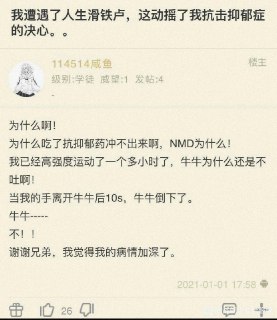 我遭遇了人生滑铁卢，这动摇了我抗击抑郁症
的决心。。
114514咸鱼
楼主
级别:学徒 威望:1 发帖:4
.
为什么啊！
为什么吃了抗抑郁药冲不出来啊，NMD为什么！
我已经高强度运动了一个多小时了，牛牛为什么还是不
吐啊！
当我的手离开牛牛后10s，牛牛倒下了。
牛牛-----
不！！
谢谢兄弟，我觉得我的病情加深了。
2021-01-01 17:58
26